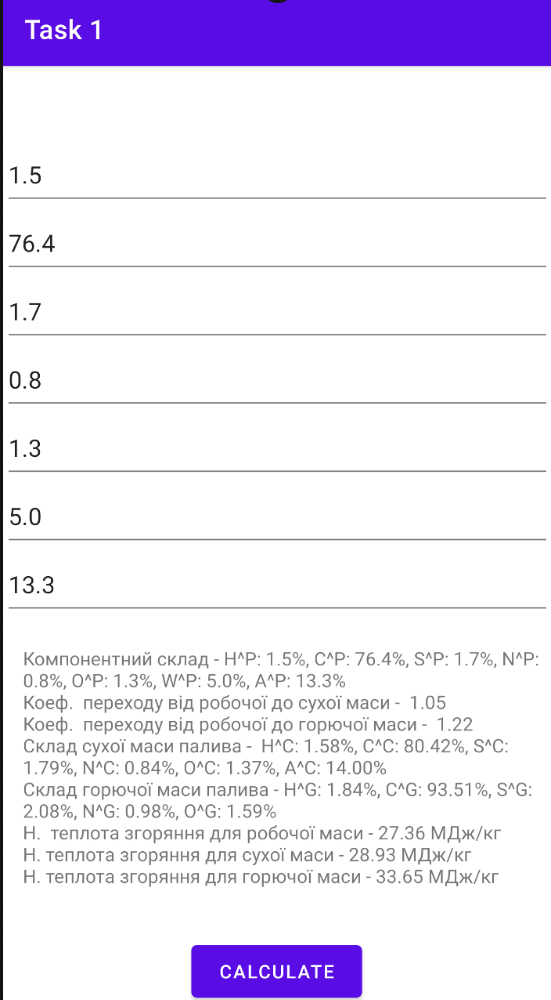 Task 1
1.5
76.4
1.7
0.8
1.3
5.0
13.3
Компонентний склад - H^P: 1.5%, C^P: 76.4%, S^P: 1.7%, N^P:
0.8%, O^P: 1.3%, W^P: 5.0%, A^P: 13.3%
Коеф.  переходу від робочої до сухої маси -  1.05
Коеф.  переходу від робочої до горючої маси -  1.22
Склад сухої маси палива -  H^C: 1.58%, C^C: 80.42%, S^C:
1.79%, N^C: 0.84%, O^C: 1.37%, A^C: 14.00%
Склад горючої маси палива - H^G: 1.84%, C^G: 93.51%, S^G:
2.08%, N^G: 0.98%, O^G: 1.59%
Н.  теплота згоряння для робочої маси - 27.36 МДж/кг
Н. теплота згоряння для сухої маси - 28.93 МДж/кг
Н. теплота згоряння для горючої маси - 33.65 МДж/кг
CALCULATE